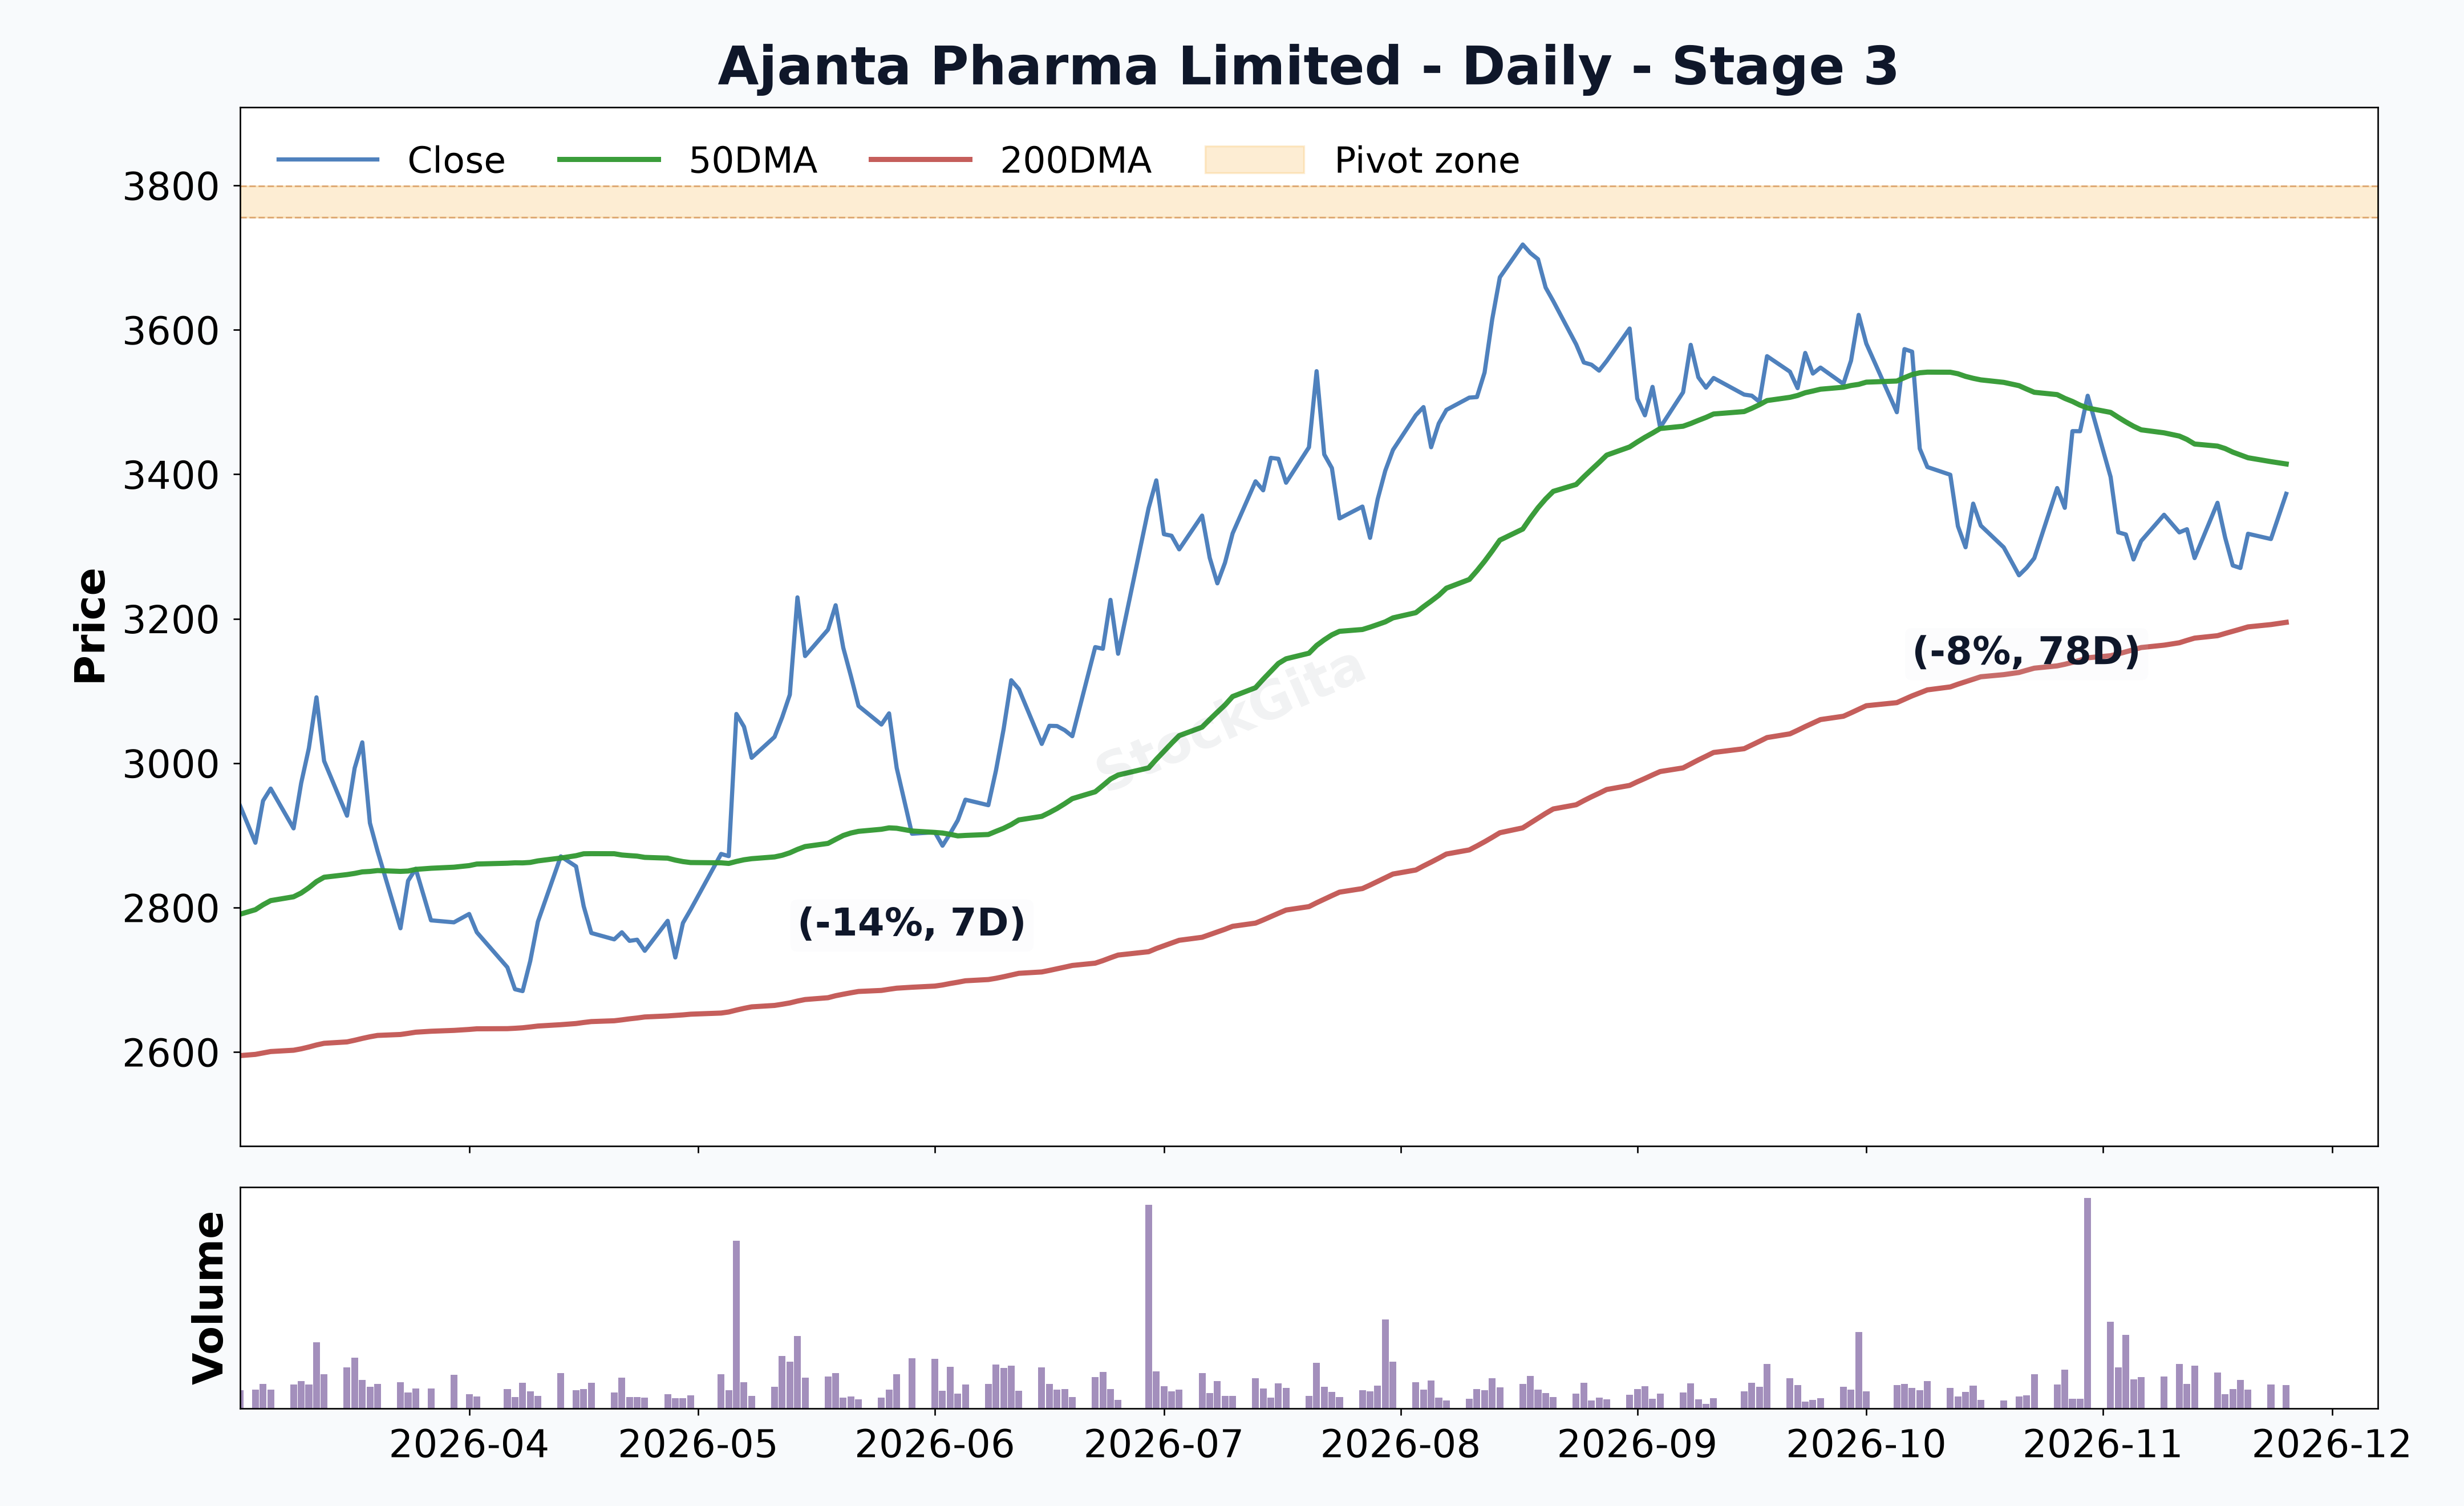 Ajanta Pharma Limited - Daily - Stage 3
Close 50DMA 200DMA Pivot zone
3800
3600
3400
3200
3000
2800
2600
Price
(-8%, 78D)
(-14%, 7D)
StockGita
Volume
2026-04 2026-05 2026-06 2026-07 2026-08 2026-09 2026-10 2026-11 2026-12